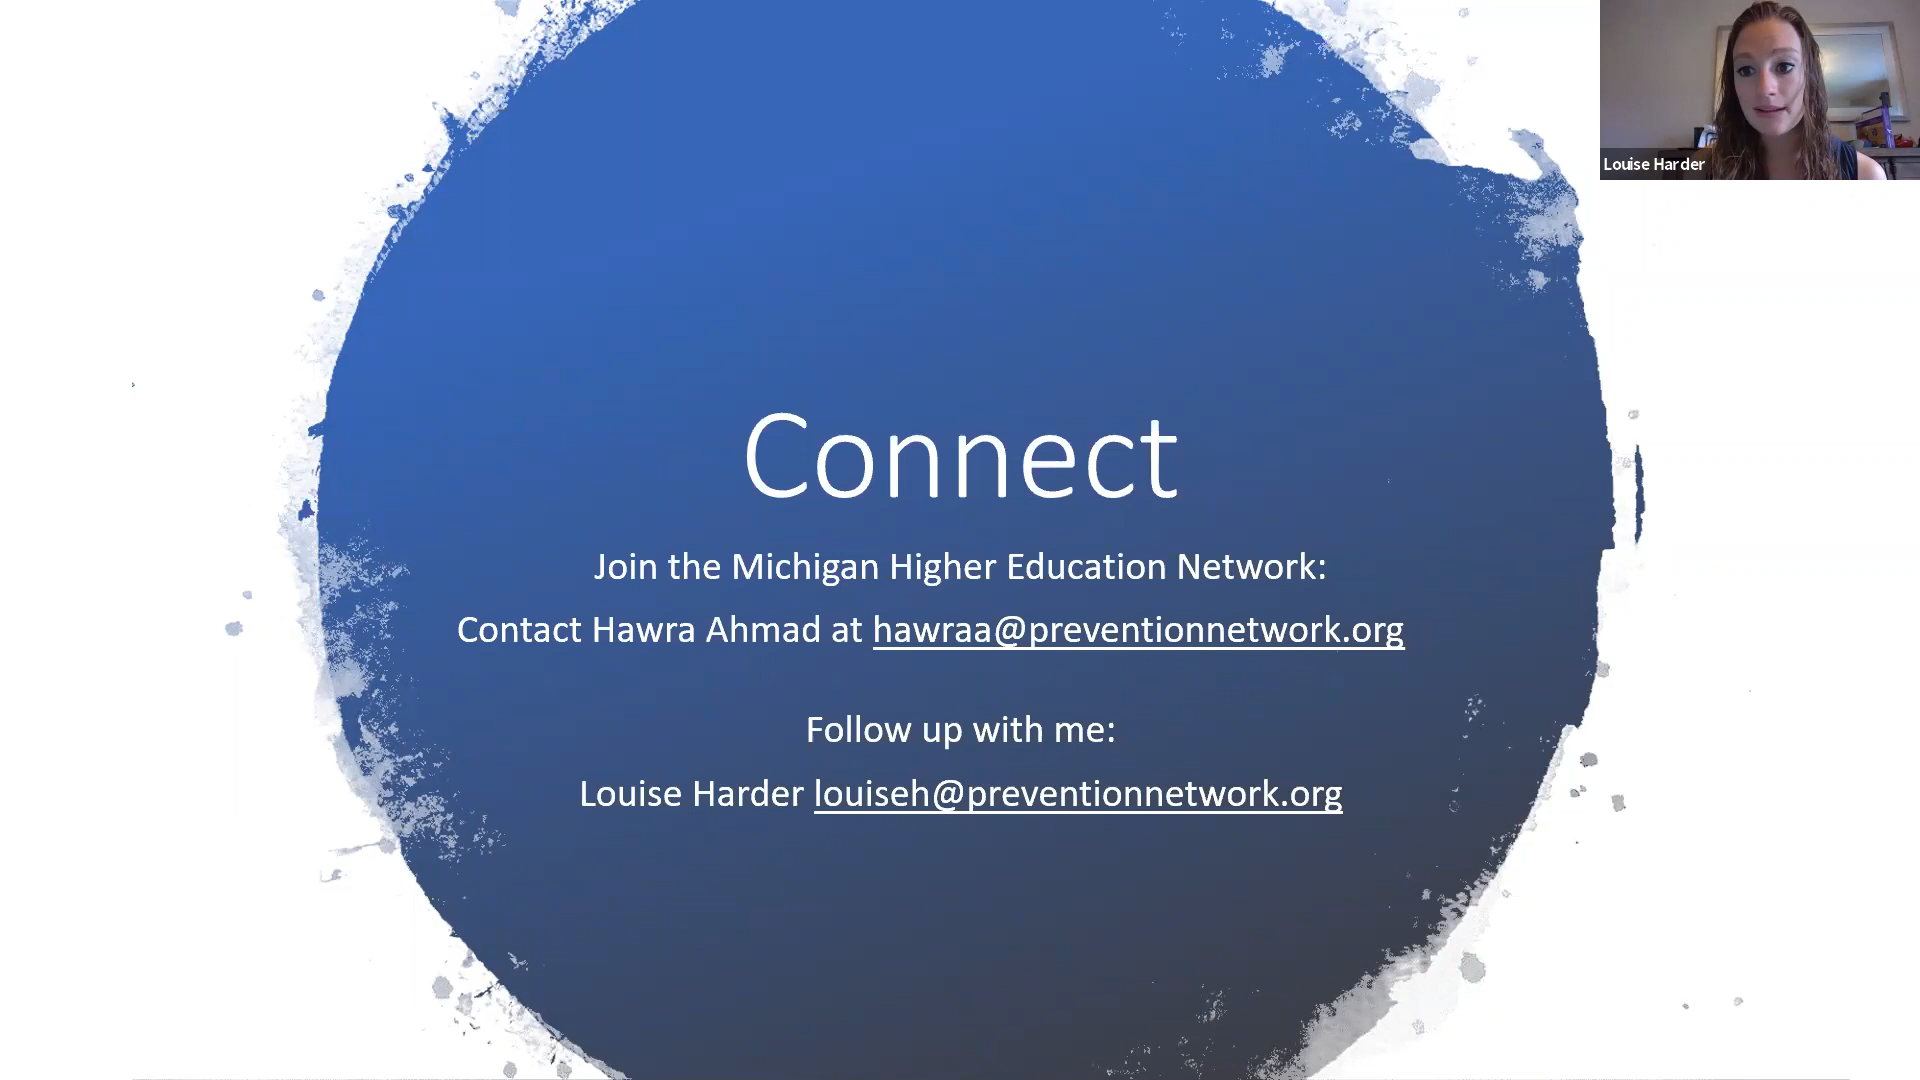 Connect
Join the Michigan Higher Education Network:
Contact Hawra Ahmad at hawraa@preventionnetwork.org
Follow up with me:
Louise Harder louiseh@preventionnetwork.org
Louise Harder